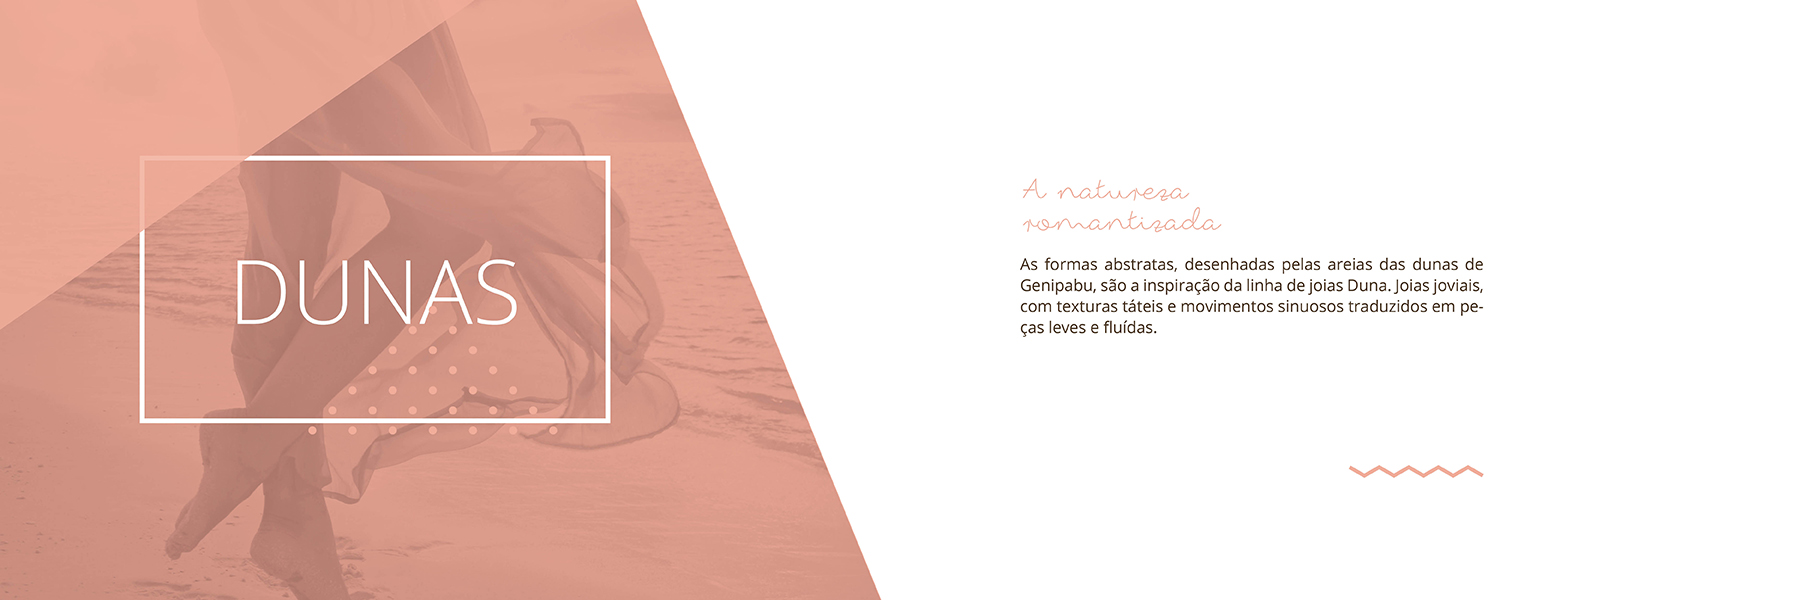 DUNAS
A natureza
romantizada
As formas abstratas, desenhadas pelas areias das dunas de
Genipabu, são a inspiração da linha de joias Duna. Joias joviais,
com texturas táteis e movimentos sinuosos traduzidos em pe-
ças leves e fluídas.